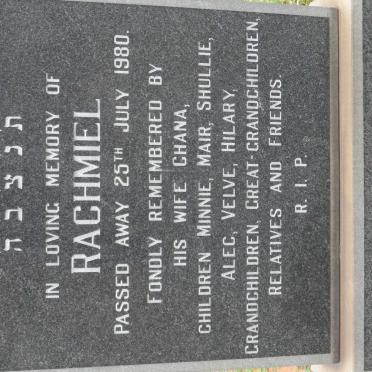 ת נ צ ב ה
IN LOVING MEMORY OF
RACHMIEL
PASSED AWAY 25TH JULY 1980.
FONDLY REMEMBERED BY
HIS WIFE CHANA,
CHILDREN MINNIE, MAIR, SHULLIE,
ALEC, VELVE, HILARY,
GRANDCHILDREN, GREAT-GRANDCHILDREN,
RELATIVES AND FRIENDS.
R. I. P.